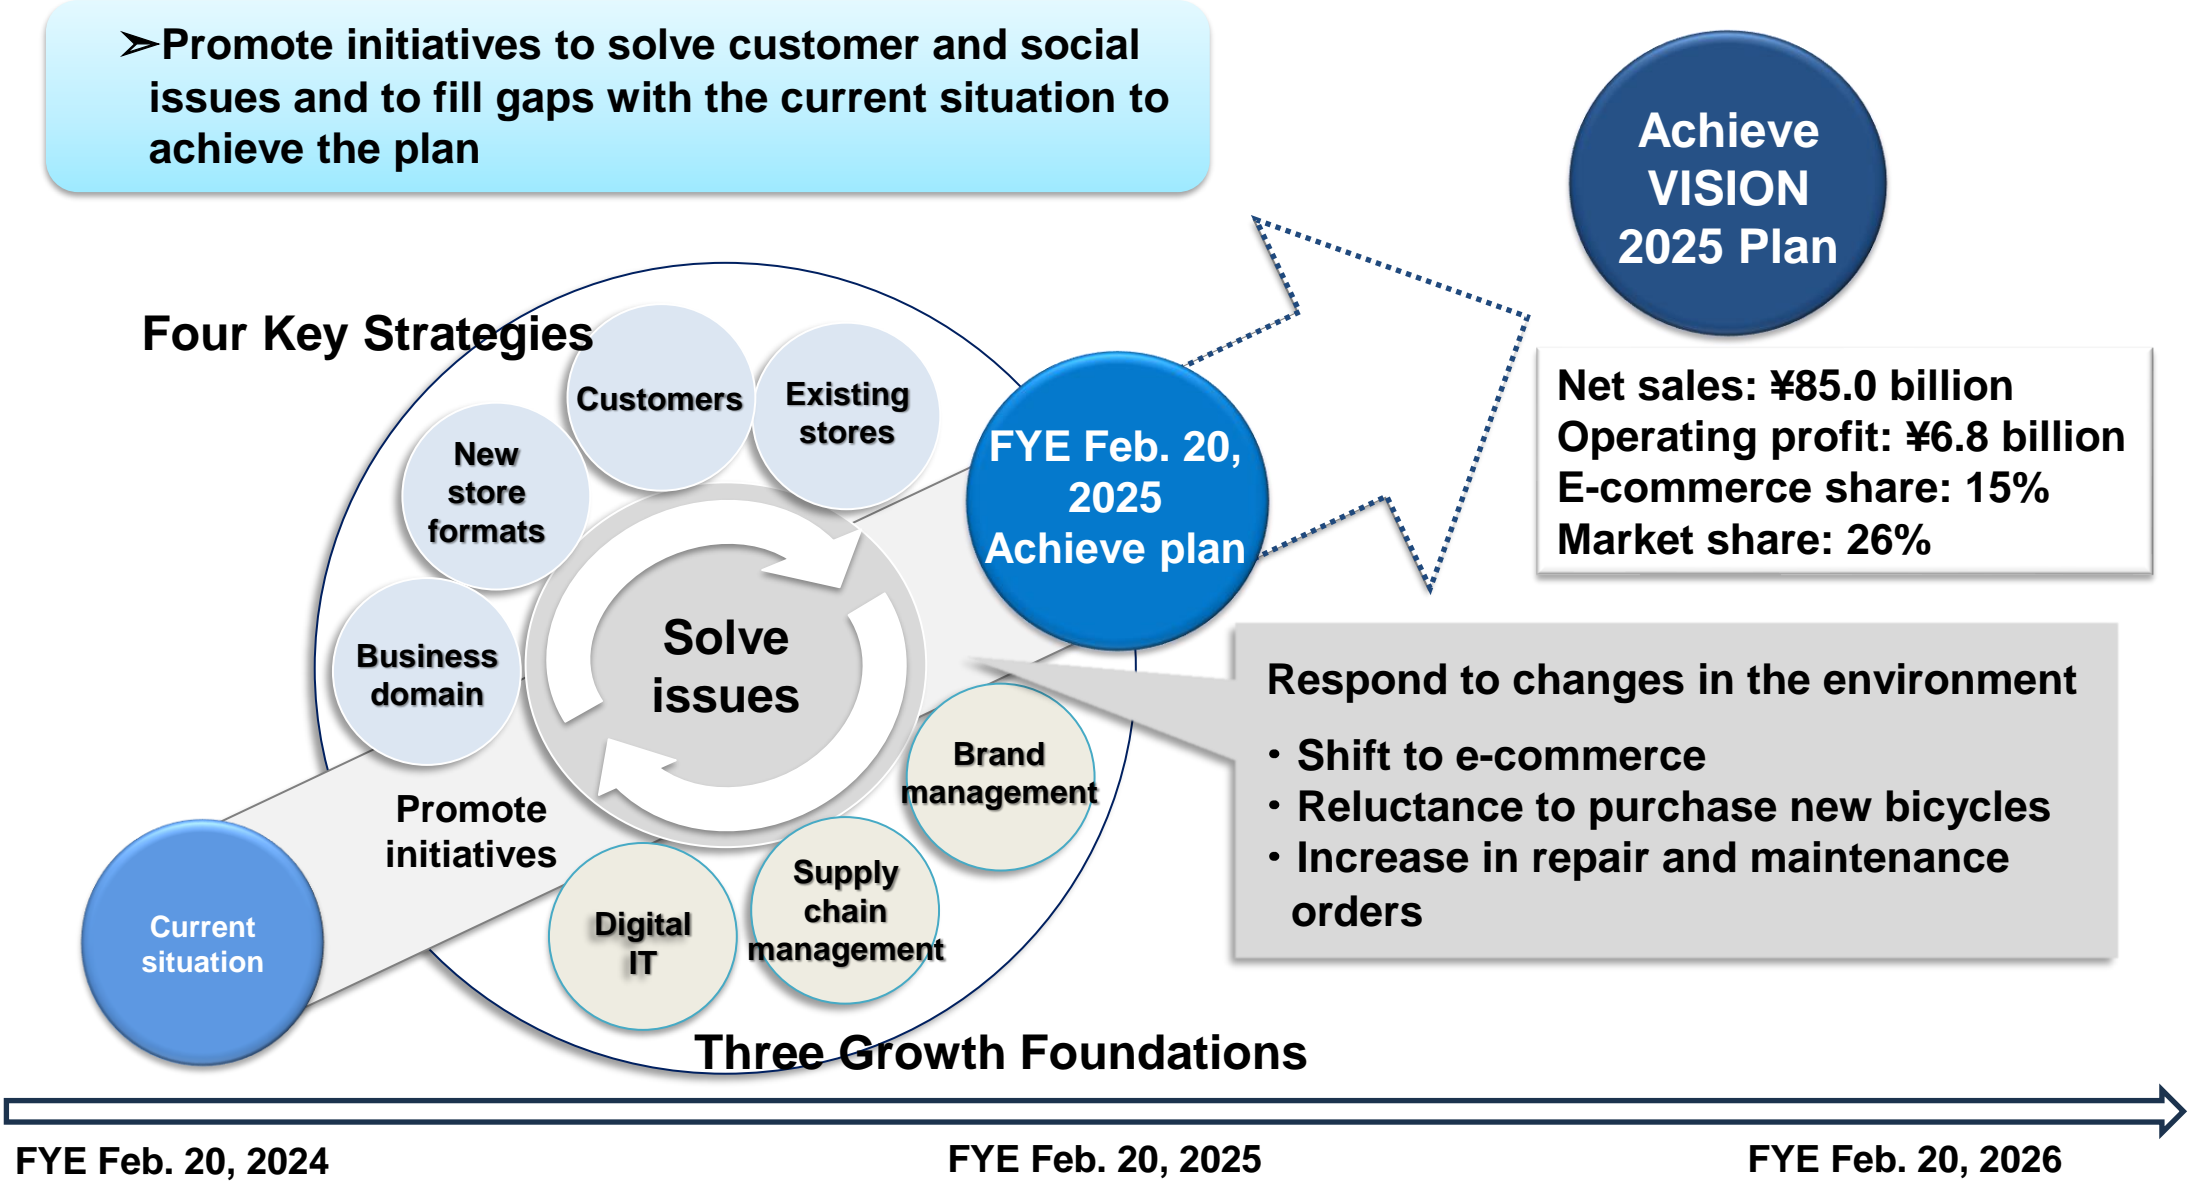 ➢Promote initiatives to solve customer and social
issues and to fill gaps with the current situation to
achieve the plan
Achieve
VISION
2025 Plan
Net sales: ¥85.0 billion
Operating profit: ¥6.8 billion
E-commerce share: 15%
Market share: 26%
Four Key Strategies
Customers
Existing
stores
New
store
formats
Business
domain
FYE Feb. 20,
2025
Achieve plan
Solve
issues
Respond to changes in the environment
・Shift to e-commerce
・Reluctance to purchase new bicycles
・Increase in repair and maintenance
orders
Brand
management
Supply
chain
management
Digital
IT
Promote
initiatives
Current
situation
Three Growth Foundations
FYE Feb. 20, 2024
FYE Feb. 20, 2025
FYE Feb. 20, 2026